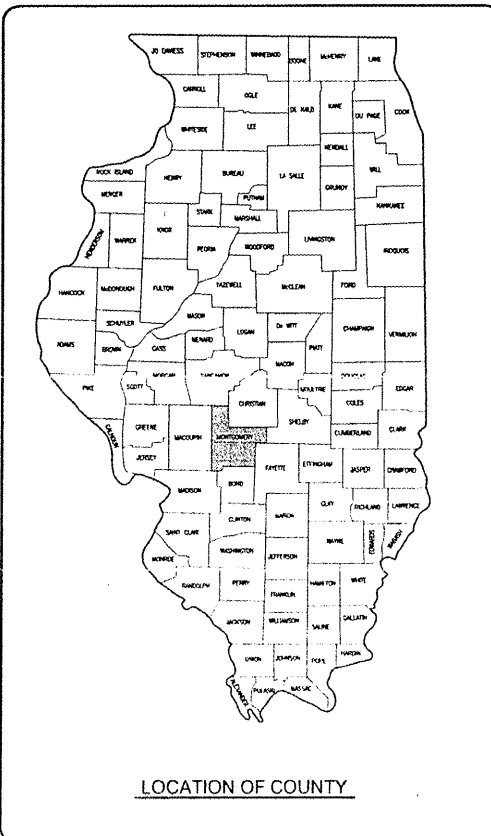 JO DAVIESS STEPHENSON WINNEBAGO BOONE McHENRY LAKE
CARROLL OGLE DE KALB KANE COOK
DU PAGE
WHITESIDE LEE
KENDALL WILL
ROCK ISLAND HENRY BUREAU LA SALLE GRUNDY
MERCER PUTNAM KANKAKEE
STARK MARSHALL
HENDERSON WARREN KNOX PEORIA WOODFORD LIVINGSTON IROQUOIS
HANCOCK McDONOUGH FULTON TAZEWELL McCLEAN FORD
MASON
SCHUYLER LOGAN DE WITT CHAMPAIGN VERMILION
ADAMS BROWN CASS MENARD PIATT
MACON
PIKE SCOTT MORGAN SANGAMON MOULTRIE DOUGLAS EDGAR
CHRISTIAN COLES
CALHOUN GREENE MACOUPIN MONTGOMERY SHELBY CUMBERLAND CLARK
JERSEY FAYETTE EFFINGHAM JASPER CRAWFORD
MADISON BOND
CLAY RICHLAND LAWRENCE
CLINTON MARION
SAINT CLAIR WAYNE EDWARDS WABASH
MONROE WASHINGTON JEFFERSON
RANDOLPH PERRY HAMILTON WHITE
FRANKLIN
JACKSON WILLIAMSON SALINE GALLATIN
UNION JOHNSON POPE HARDIN
ALEXANDER PULASKI MASSAC
LOCATION OF COUNTY